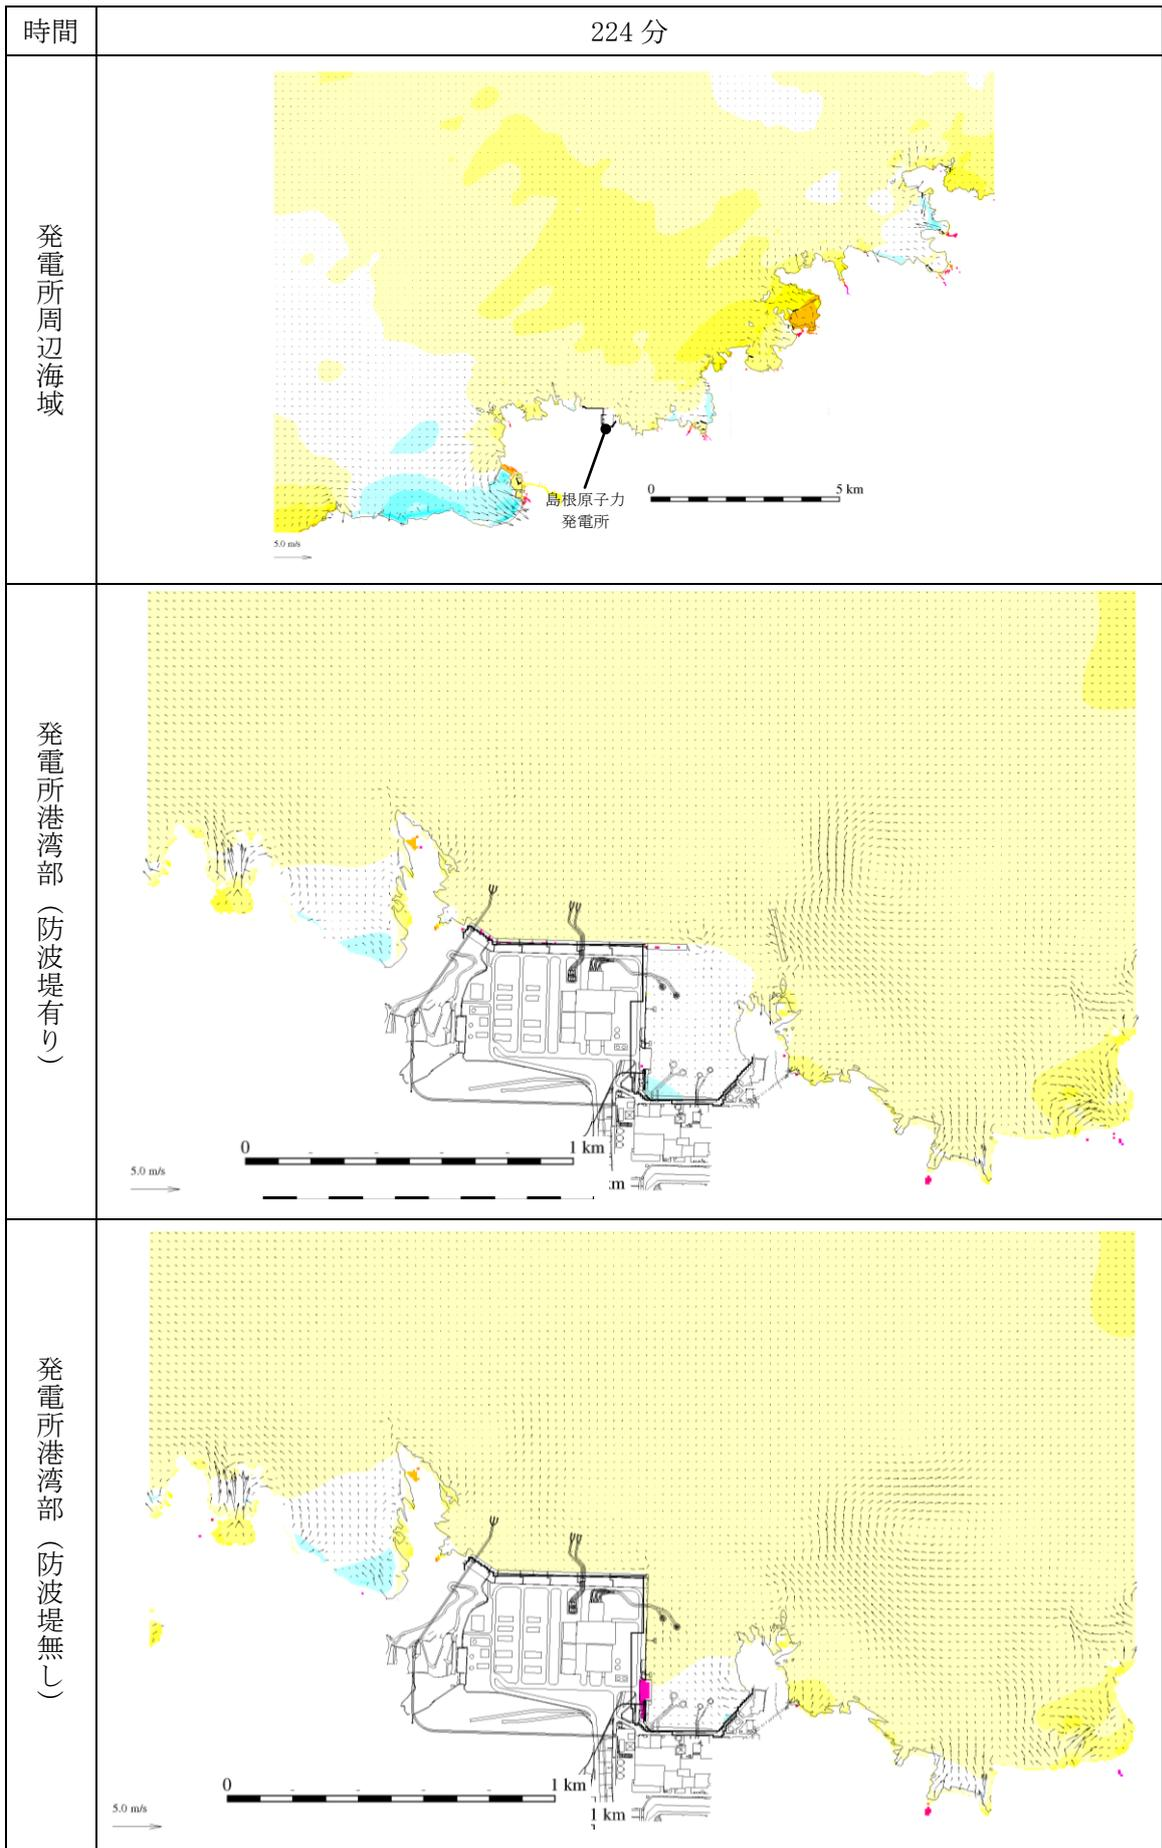 時間
224 分
発電所周辺海域
島根原子力
発電所
0
5 km
5.0 m/s
発電所港湾部（防波堤有り）
0
1 km
5.0 m/s
km
発電所港湾部（防波堤無し）
0
1 km
5.0 m/s
1 km